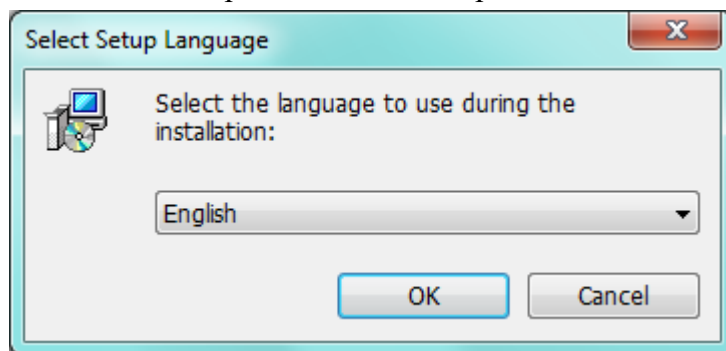 Select Setup Language
Select the language to use during the
installation:
English
OK
Cancel